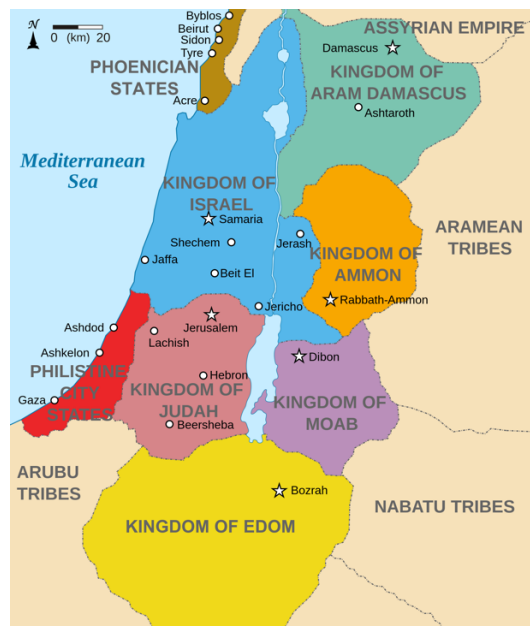 N
0 (km) 20
Byblos
Beirut
Sidon
Tyre
PHOENICIAN
STATES
Acre
ASSYRIAN EMPIRE
Damascus
KINGDOM OF
ARAM DAMASCUS
Ashtaroth
Mediterranean
Sea
KINGDOM OF
ISRAEL
Samaria
Shechem
Jerash
KINGDOM OF
AMMON
ARAMEAN
TRIBES
Jaffa
Beit El
Rabbath-Ammon
Jericho
Jerusalem
Ashdod
Lachish
Ashkelon
Dibon
PHILISTINE
CITY
STATES
Gaza
Hebron
KINGDOM OF
JUDAH
Beersheba
KINGDOM OF
MOAB
ARUBU
TRIBES
Bozrah
NABATU TRIBES
KINGDOM OF EDOM